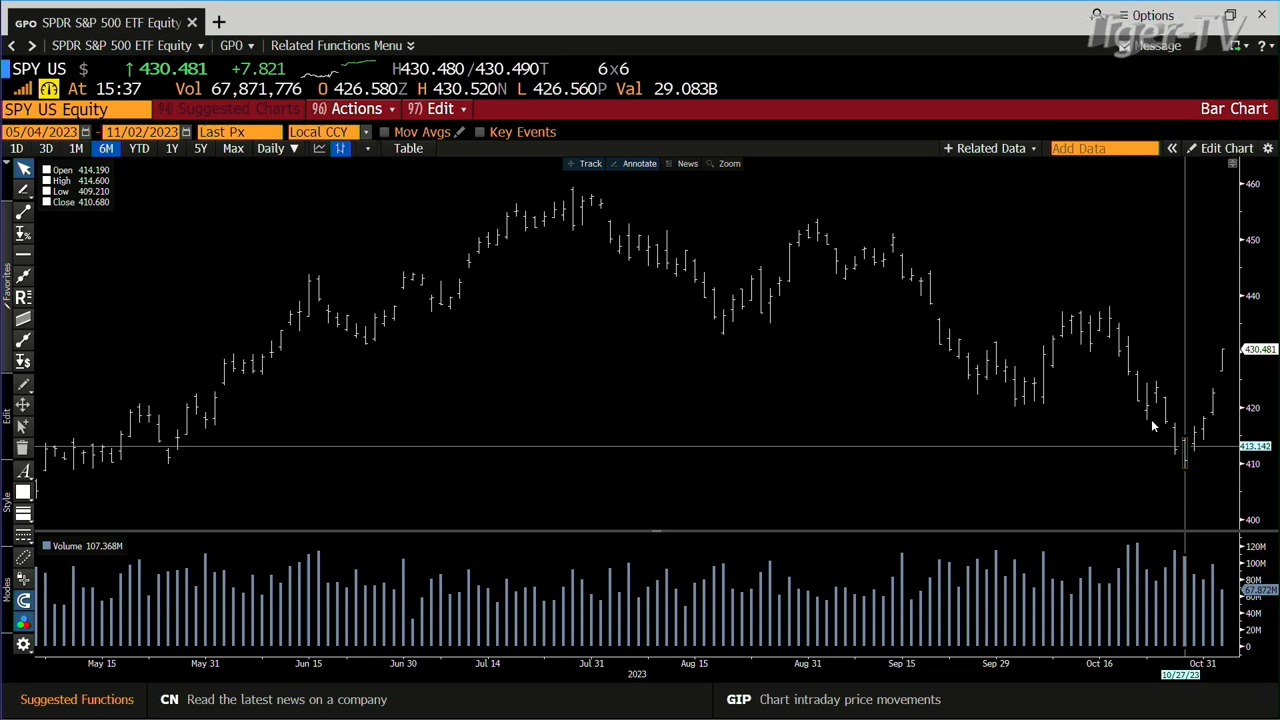 GPO SPDR S&P 500 ETF Equity × +
Options
Tiger-TV
< > SPDR S&P 500 ETF Equity GPO Related Functions Menu Message
SPY US $ ↑ 430.481 +7.821 H430.480/430.490T 6x6
At 15:37 Vol 67,871,776 O 426.580Z H 430.520N L 426.560P Val 29.083B
SPY US Equity 94) Suggested Charts 96) Actions 97) Edit Bar Chart
05/04/2023 - 11/02/2023 Last Px Local CCY Mov Avgs Key Events
1D 3D 1M 6M YTD 1Y 5Y Max Daily ▼ Table + Related Data Add Data « Edit Chart
Track Annotate News Zoom
Open 414.190
High 414.600
Low 409.210
Close 410.680
460
450
440
430.481
420
413.142
410
400
Favorites
Edit
Style
Modes
Volume 107.368M
120M
100M
80M
67.872M
60M
40M
20M
0
May 15 May 31 Jun 15 Jun 30 Jul 14 Jul 31 Aug 15 Aug 31 Sep 15 Sep 29 Oct 16 Oct 31
2023
10/27/23
Suggested Functions CN Read the latest news on a company GIP Chart intraday price movements